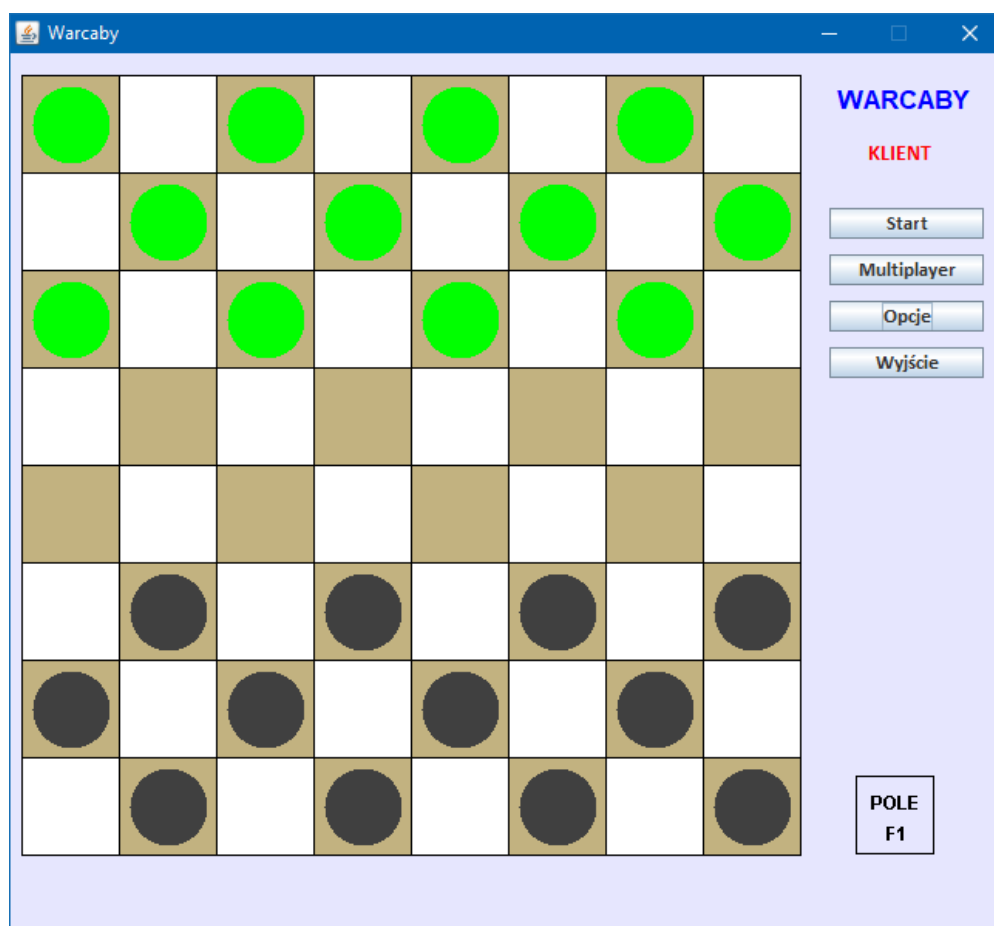 Warcaby
WARCABY
KLIENT
Start
Multiplayer
Opcje
Wyjście
POLE
F1